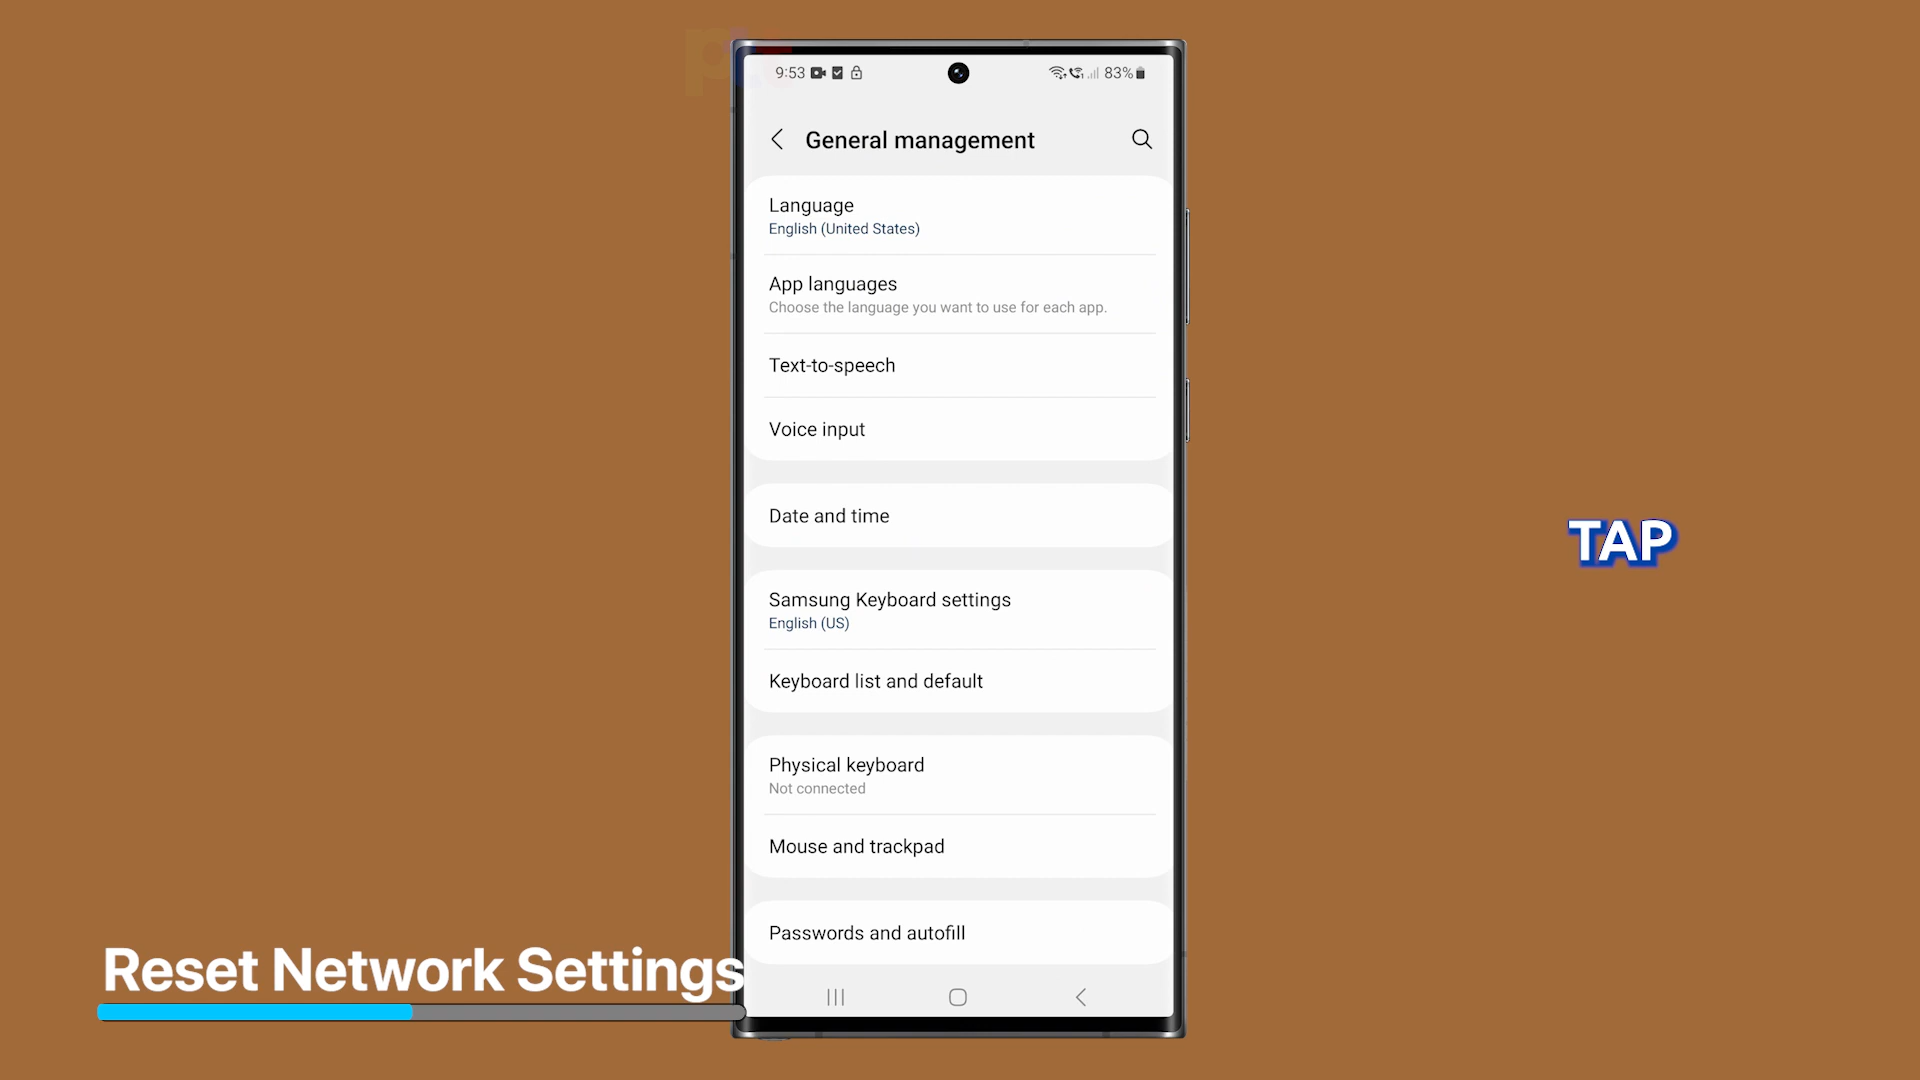 9:53
83%
General management
Language
English (United States)
App languages
Choose the language you want to use for each app.
Text-to-speech
Voice input
Date and time
TAP
Samsung Keyboard settings
English (US)
Keyboard list and default
Physical keyboard
Not connected
Mouse and trackpad
Passwords and autofill
Reset Network Settings